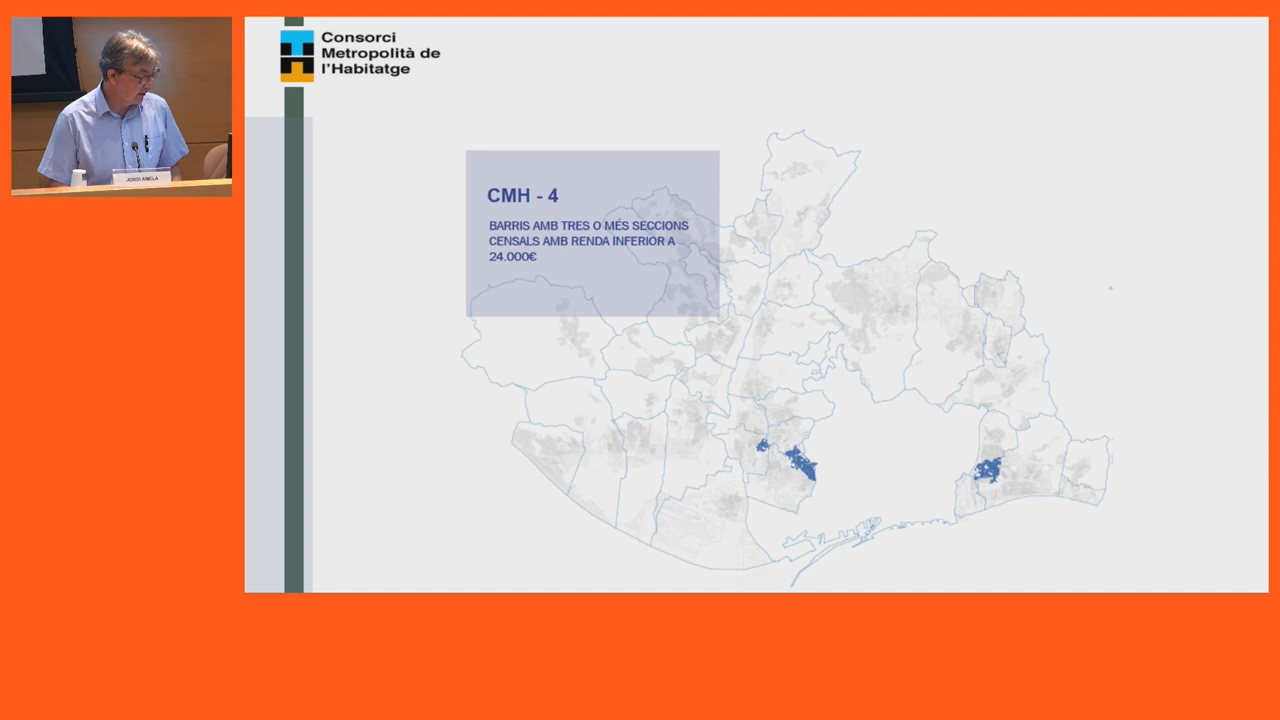 Consorci
Metropolità de
l'Habitatge
CMH - 4
BARRIS AMB TRES O MÉS SECCIONS
CENSALS AMB RENDA INFERIOR A
24.000€
JORDI AMELA